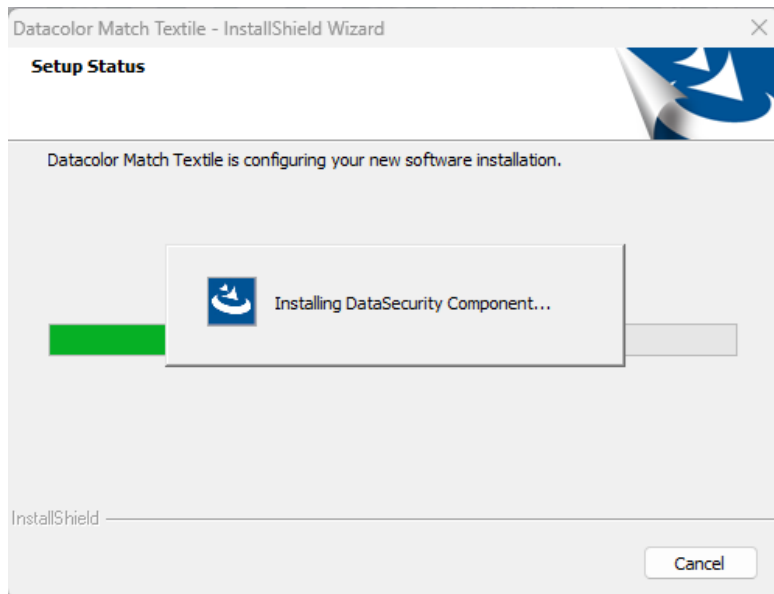 Datacolor Match Textile - InstallShield Wizard
Setup Status
Datacolor Match Textile is configuring your new software installation.
Installing DataSecurity Component...
InstallShield
Cancel